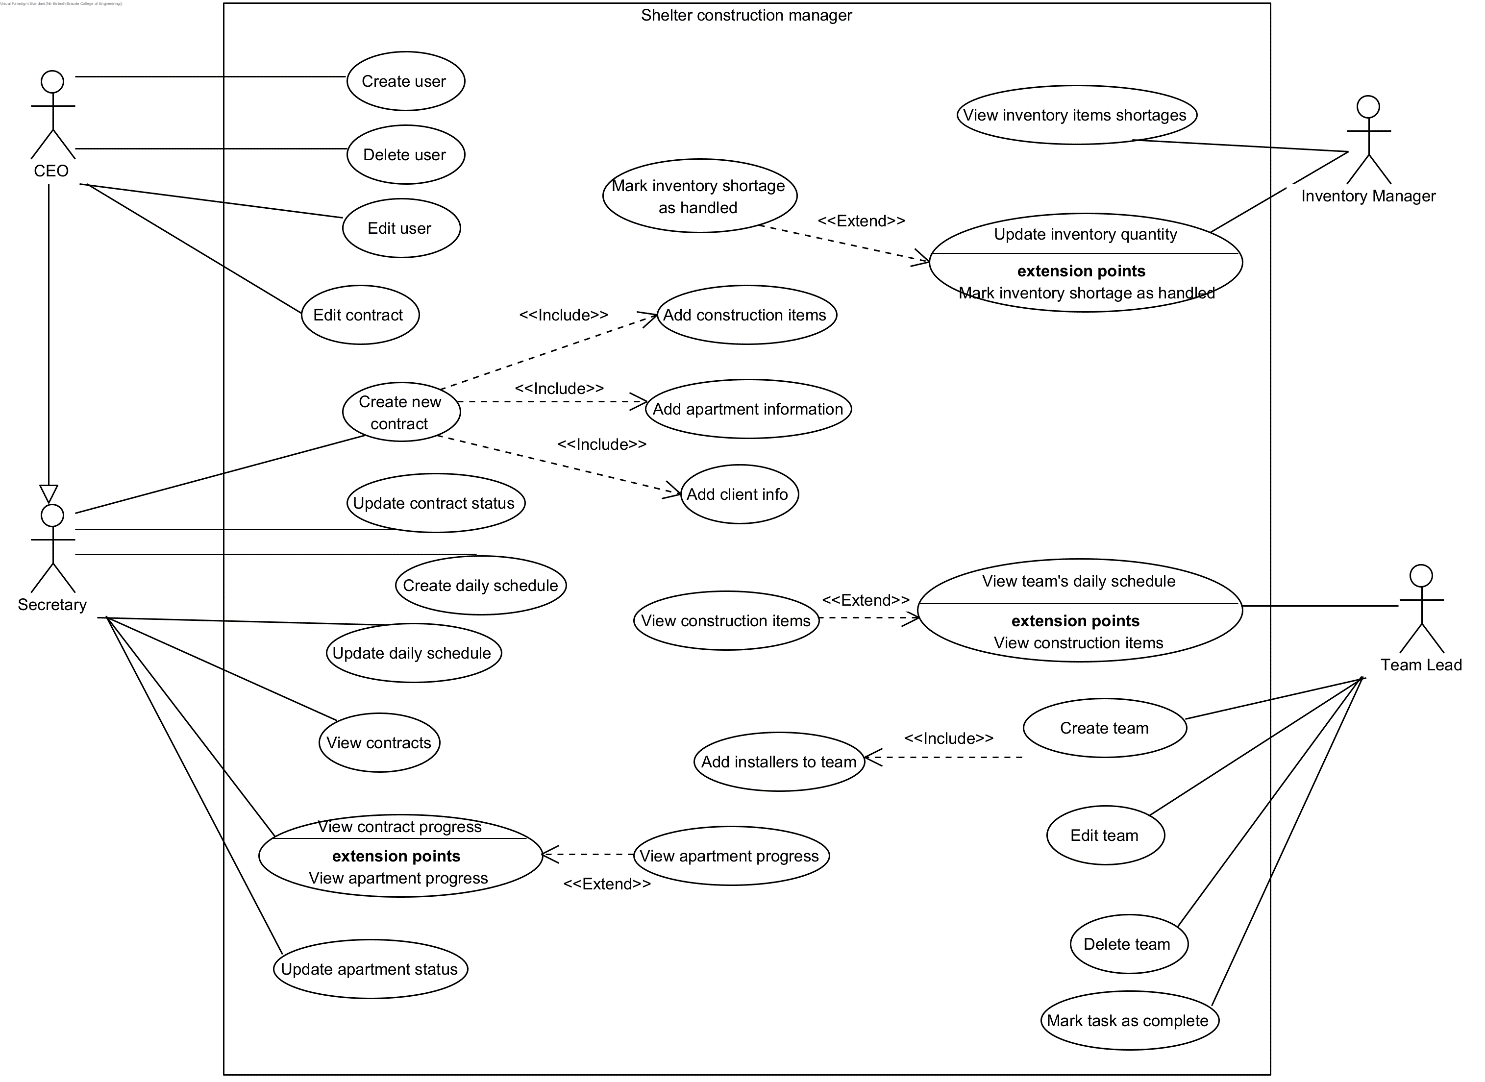 Shelter construction manager
Create user
Delete user
CEO
Edit user
Edit contract
View inventory items shortages
Inventory Manager
Mark inventory shortage
as handled
<<Extend>>
Update inventory quantity
extension points
Mark inventory shortage as handled
<<Include>>
Add construction items
Create new
contract
<<Include>>
Add apartment information
<<Include>>
Add client info
Update contract status
Secretary
Create daily schedule
Update daily schedule
View contracts
View construction items
<<Extend>>
View team's daily schedule
extension points
View construction items
Team Lead
Create team
<<Include>>
Add installers to team
Edit team
View contract progress
extension points
View apartment progress
<<Extend>>
View apartment progress
Update apartment status
Delete team
Mark task as complete